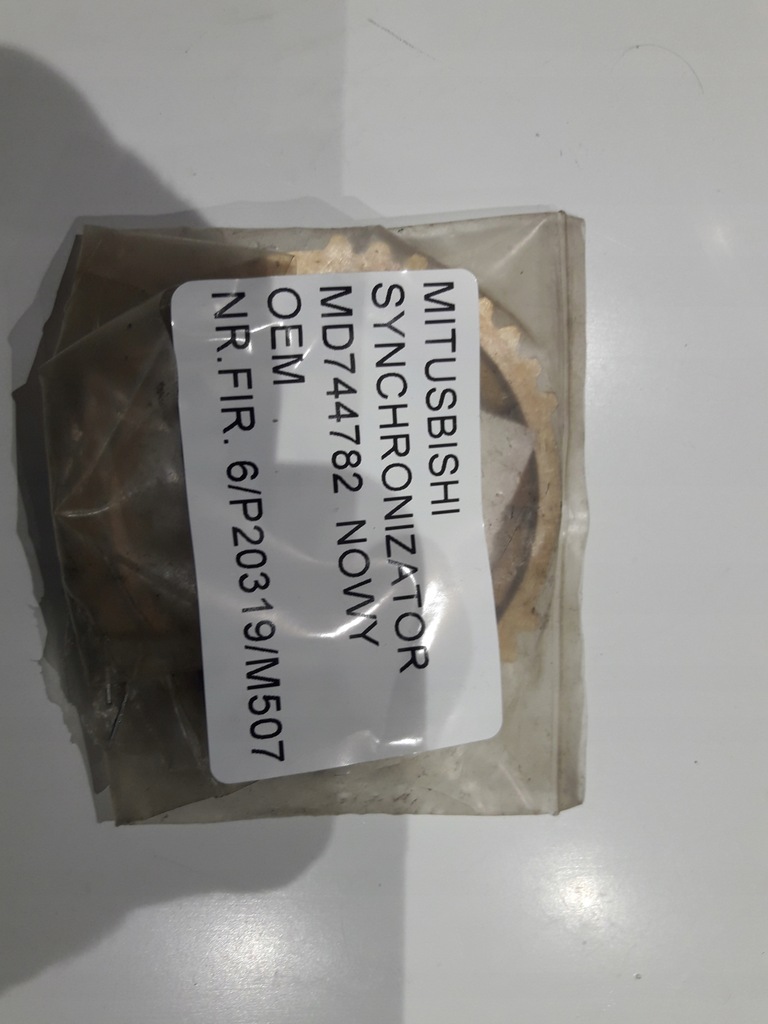 MITUSBISHI
SYNCHRONIZATOR
MD744782 NOWY
OEM
NR.FIR. 6/P20319/M507